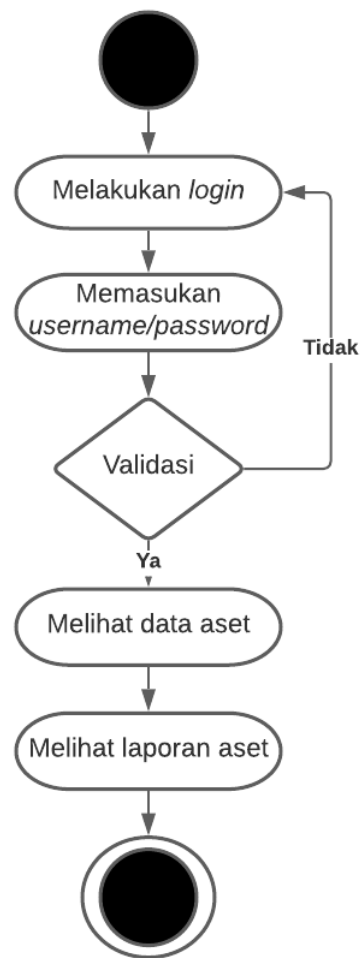 Melakukan login
Memasukan
username/password
Tidak
Validasi
Ya
Melihat data aset
Melihat laporan aset